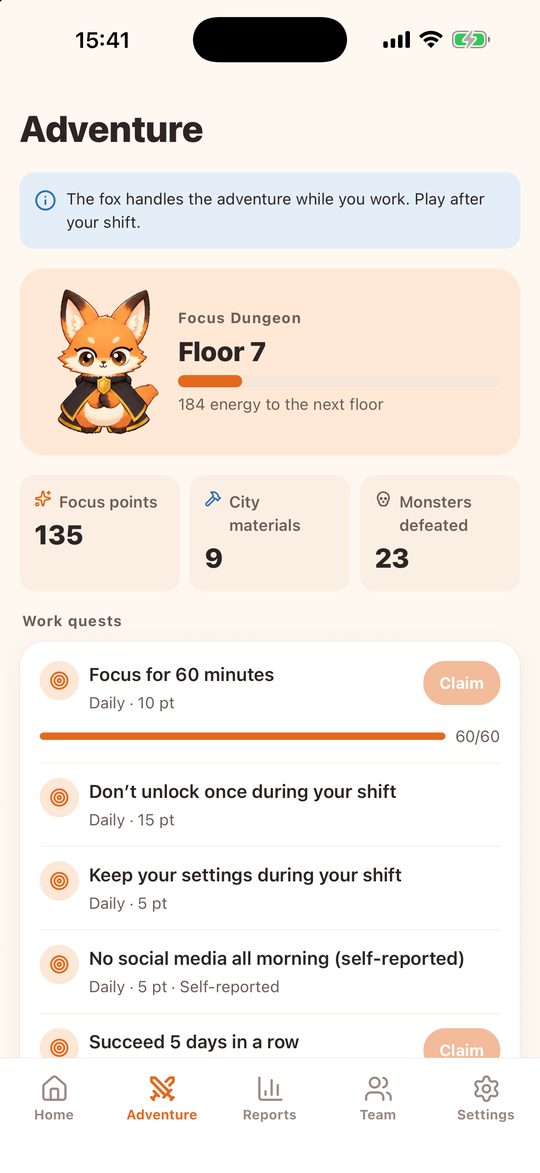 15:41
Adventure
The fox handles the adventure while you work. Play after
your shift.
Focus Dungeon
Floor 7
184 energy to the next floor
Focus points
135
City
materials
9
Monsters
defeated
23
Work quests
Focus for 60 minutes
Daily · 10 pt
Claim
60/60
Don’t unlock once during your shift
Daily · 15 pt
Keep your settings during your shift
Daily · 5 pt
No social media all morning (self-reported)
Daily · 5 pt · Self-reported
Succeed 5 days in a row
Claim
Home
Adventure
Reports
Team
Settings